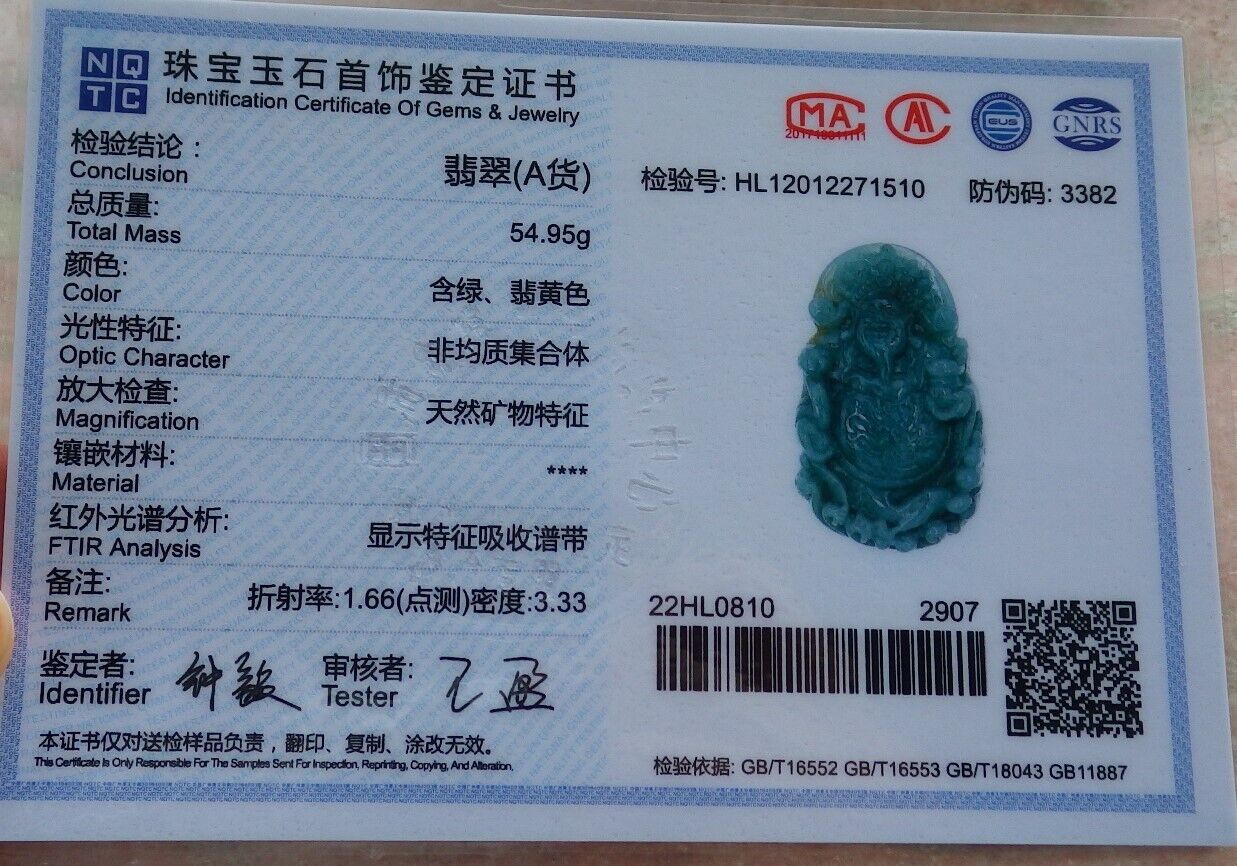 NQ
TC
珠宝玉石首饰鉴定证书
Identification Certificate Of Gems & Jewelry
检验结论：
Conclusion
翡翠(A货)
总质量:
Total Mass
54.95g
颜色:
Color
含绿、翡黄色
光性特征:
Optic Character
非均质集合体
放大检查:
Magnification
天然矿物特征
镶嵌材料:
Material
****
红外光谱分析:
FTIR Analysis
显示特征吸收谱带
备注:
Remark
折射率:1.66(点测)密度:3.33
鉴定者:
Identifier
审核者:
Tester
本证书仅对送检样品负责，翻印、复制、涂改无效。
This Certificate Is Only Responsible For The Samples Sent For Inspection, Reprinting, Copying, And Alteration.
MA
GNRS
检验号: HL12012271510
防伪码: 3382
22HL0810
2907
检验依据: GB/T16552 GB/T16553 GB/T18043 GB11887